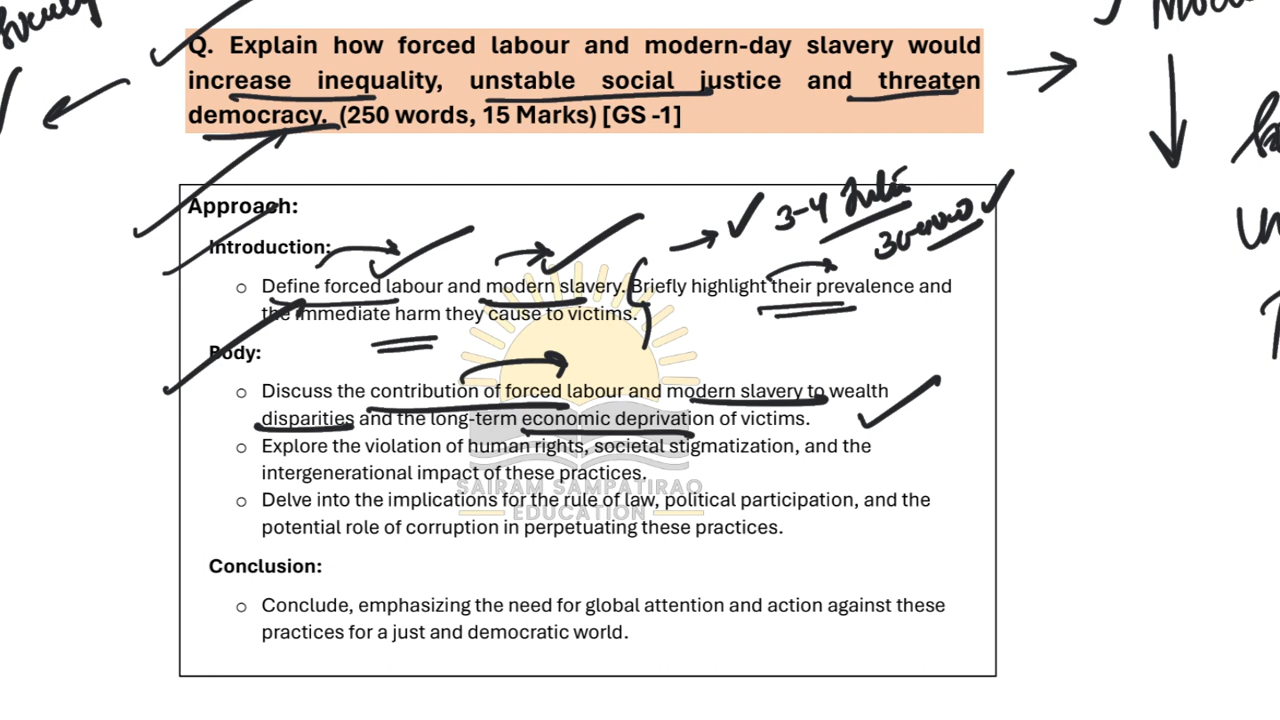 Q. Explain how forced labour and modern-day slavery would
increase inequality, unstable social justice and threaten
democracy. (250 words, 15 Marks) [GS -1]
Approach:
3-4
Introduction:
Define forced labour and modern slavery. Briefly highlight their prevalence and
the immediate harm they cause to victims.
Body:
Discuss the contribution of forced labour and modern slavery to wealth
disparities and the long-term economic deprivation of victims.
Explore the violation of human rights, societal stigmatization, and the
intergenerational impact of these practices.
SAIRAM SAMPATIRAO
EDUCATION
Delve into the implications for the rule of law, political participation, and the
potential role of corruption in perpetuating these practices.
Conclusion:
Conclude, emphasizing the need for global attention and action against these
practices for a just and democratic world.